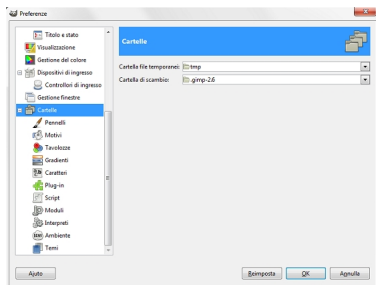 Preferenze
Titolo e stato
Visualizzazione
Gestione del colore
Dispositivi di ingresso
Controllori di ingresso
Gestione finestre
Cartelle
Pennelli
Motivi
Tavolozze
Gradienti
Caratteri
Plug-in
Script
Moduli
Interpreti
Ambiente
Temi
Cartelle
Cartella file temporanei: tmp
Cartella di scambio: .gimp-2.6
Aiuto
Reimposta
OK
Annulla